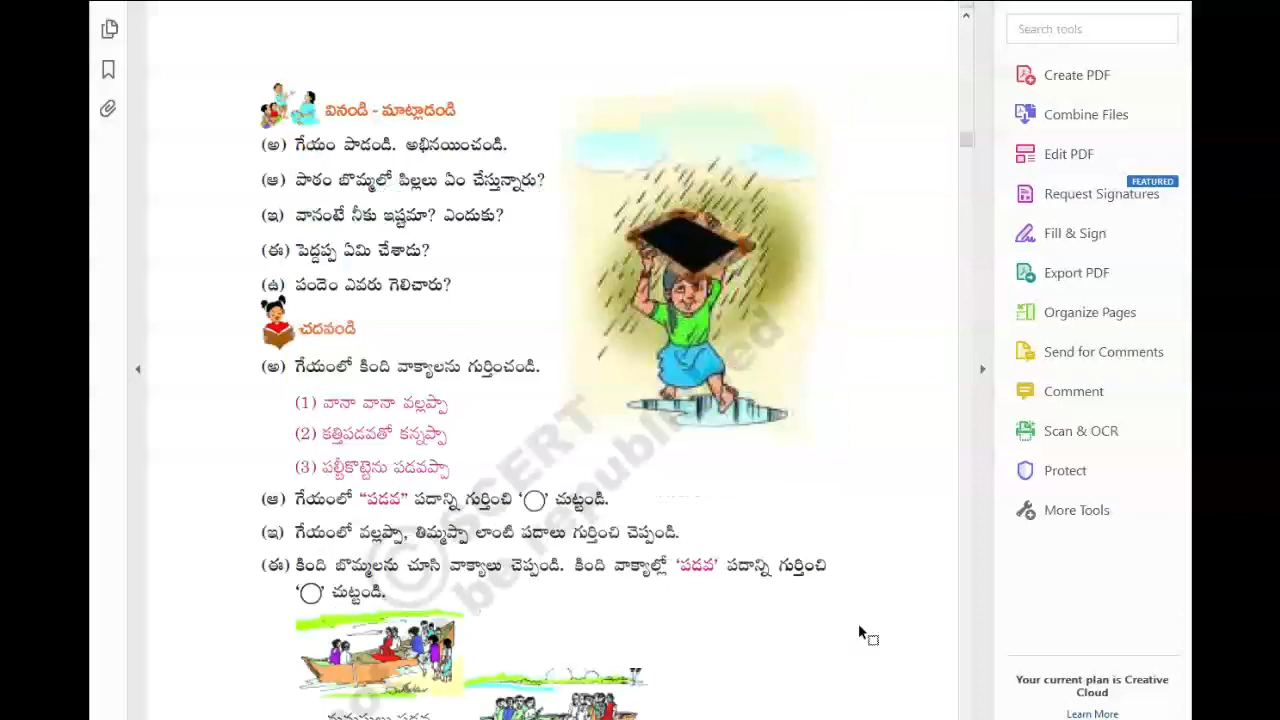 వినండి - మాట్లాడండి
(అ) గేయం పాడండి. అభినయించండి.
(ఆ) పాఠం బొమ్మలో పిల్లలు ఏం చేస్తున్నారు?
(ఇ) వానంటే నీకు ఇష్టమా? ఎందుకు?
(ఈ) పెద్దప్ప ఏమి చేశాడు?
(ఉ) పందెం ఎవరు గెలిచారు?
చదవండి
(అ) గేయంలో కింది వాక్యాలను గుర్తించండి.
(1) వానా వానా వల్లప్పా
(2) కత్తిపడవతో కన్నప్పా
(3) పల్టీకొట్టెను పడవప్పా
(ఆ) గేయంలో “పడవ” పదాన్ని గుర్తించి ‘◯’ చుట్టండి.
(ఇ) గేయంలో వల్లప్పా, తిమ్మప్పా లాంటి పదాలు గుర్తించి చెప్పండి.
(ఈ) కింది బొమ్మలను చూసి వాక్యాలు చెప్పండి. కింది వాక్యాల్లో ‘పడవ’ పదాన్ని గుర్తించి
‘◯’ చుట్టండి.
© SCERT
be republished
Search tools
Create PDF
Combine Files
Edit PDF
FEATURED
Request Signatures
Fill & Sign
Export PDF
Organize Pages
Send for Comments
Comment
Scan & OCR
Protect
More Tools
Your current plan is Creative
Cloud
Learn More